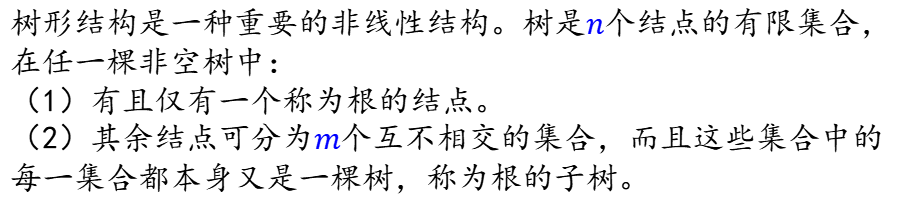 树形结构是一种重要的非线性结构。树是n个结点的有限集合，
在任一棵非空树中：
（1）有且仅有一个称为根的结点。
（2）其余结点可分为m个互不相交的集合，而且这些集合中的
每一集合都本身又是一棵树，称为根的子树。